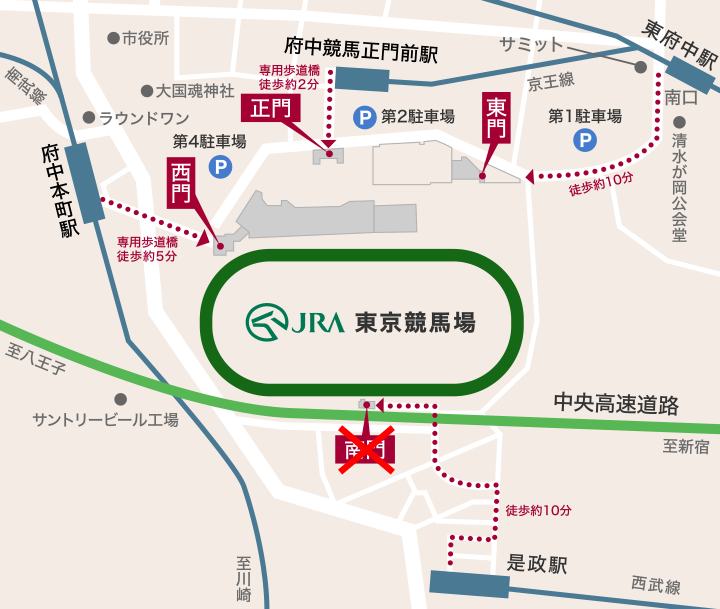 市役所
府中競馬正門前駅
サミット
東府中駅
南武線
大国魂神社
専用歩道橋
徒歩約2分
京王線
南口
正門
東門
ラウンドワン
P
第2駐車場
第1駐車場
P
第4駐車場
P
清水が岡公会堂
府中本町駅
西門
徒歩約10分
専用歩道橋
徒歩約5分
JRA 東京競馬場
至八王子
サントリービール工場
中央高速道路
南門
至新宿
徒歩約10分
至川崎
是政駅
西武線